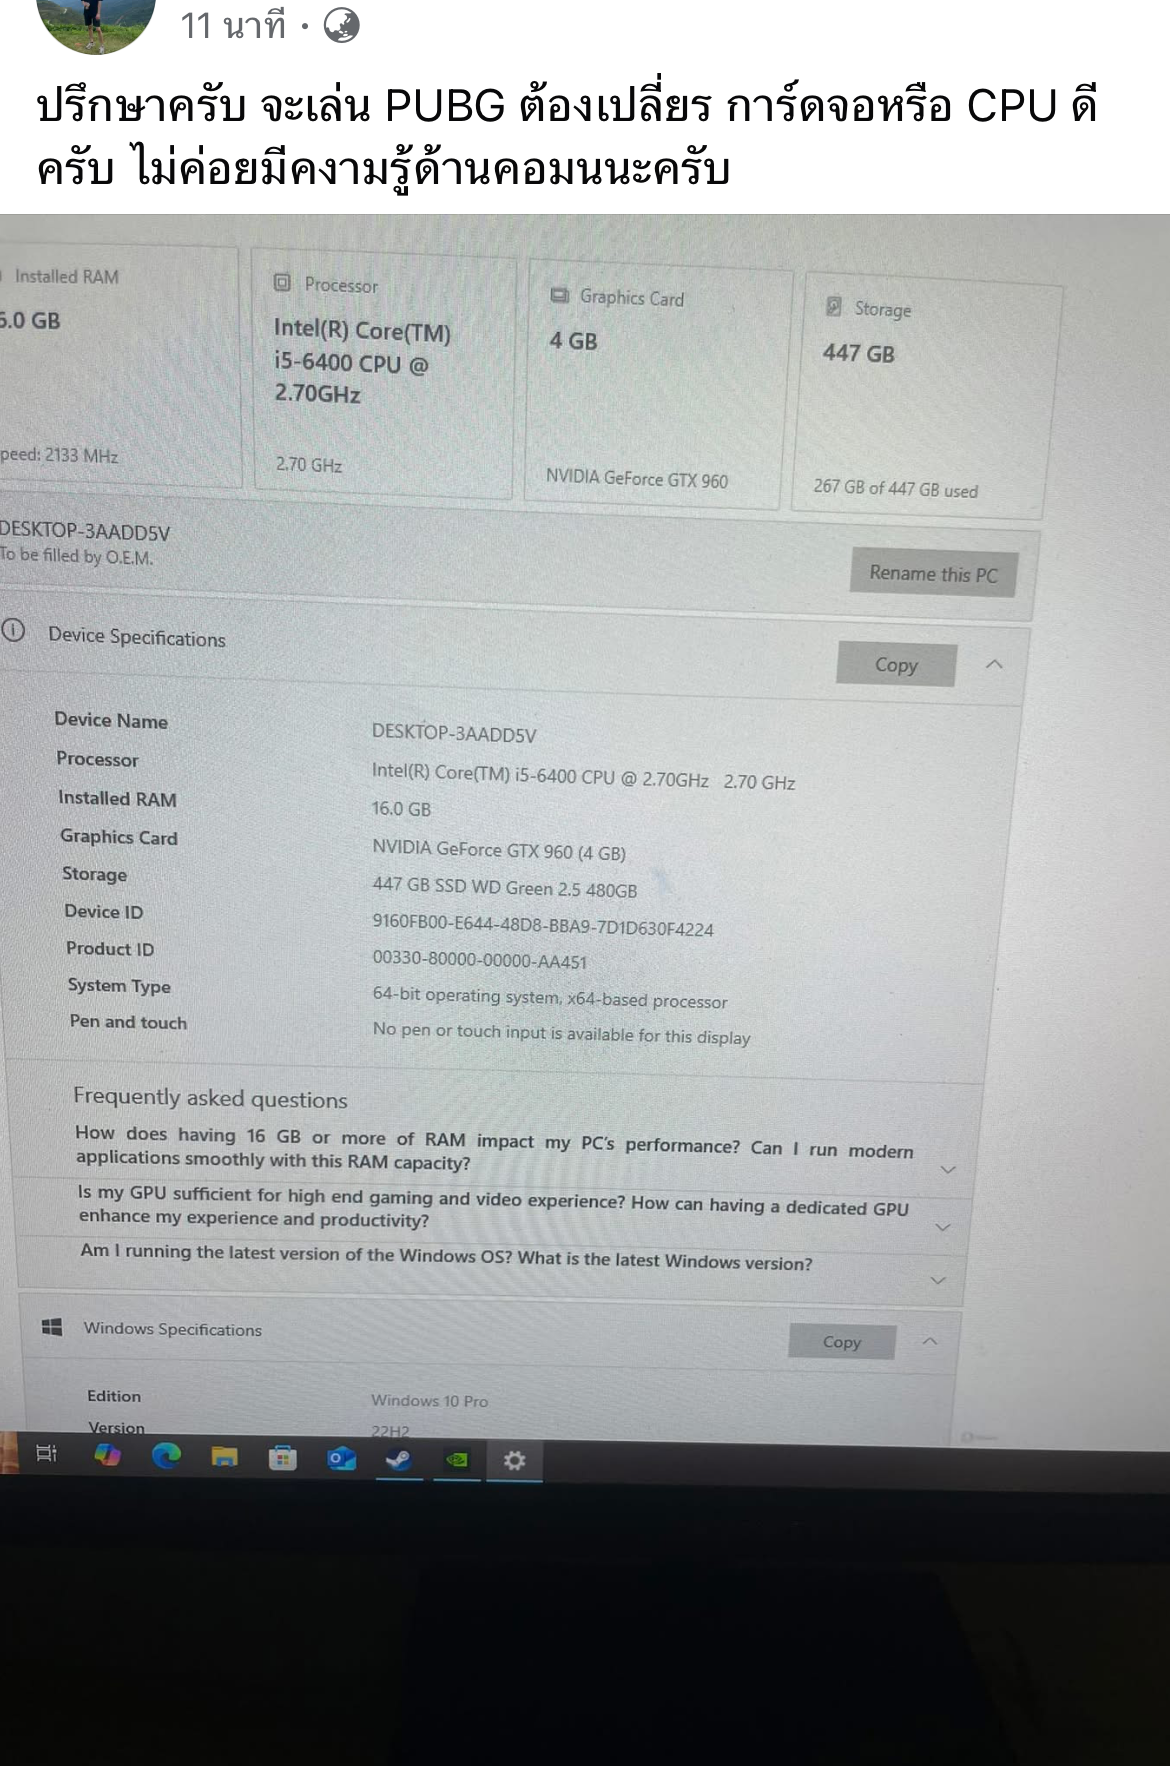 11 นาที ·
ปรึกษาครับ จะเล่น PUBG ต้องเปลี่ยร การ์ดจอหรือ CPU ดี
ครับ ไม่ค่อยมีคงามรู้ด้านคอมนนะครับ
Installed RAM
6.0 GB
peed: 2133 MHz
Processor
Intel(R) Core(TM)
i5-6400 CPU @
2.70GHz
2.70 GHz
Graphics Card
4 GB
NVIDIA GeForce GTX 960
Storage
447 GB
267 GB of 447 GB used
DESKTOP-3AADD5V
To be filled by O.E.M.
Rename this PC
Device Specifications
Copy
Device Name DESKTOP-3AADD5V
Processor Intel(R) Core(TM) i5-6400 CPU @ 2.70GHz 2.70 GHz
Installed RAM 16.0 GB
Graphics Card NVIDIA GeForce GTX 960 (4 GB)
Storage 447 GB SSD WD Green 2.5 480GB
Device ID 9160FB00-E644-48D8-BBA9-7D1D630F4224
Product ID 00330-80000-00000-AA451
System Type 64-bit operating system, x64-based processor
Pen and touch No pen or touch input is available for this display
Frequently asked questions
How does having 16 GB or more of RAM impact my PC's performance? Can I run modern
applications smoothly with this RAM capacity?
Is my GPU sufficient for high end gaming and video experience? How can having a dedicated GPU
enhance my experience and productivity?
Am I running the latest version of the Windows OS? What is the latest Windows version?
Windows Specifications
Copy
Edition Windows 10 Pro
Version 22H2